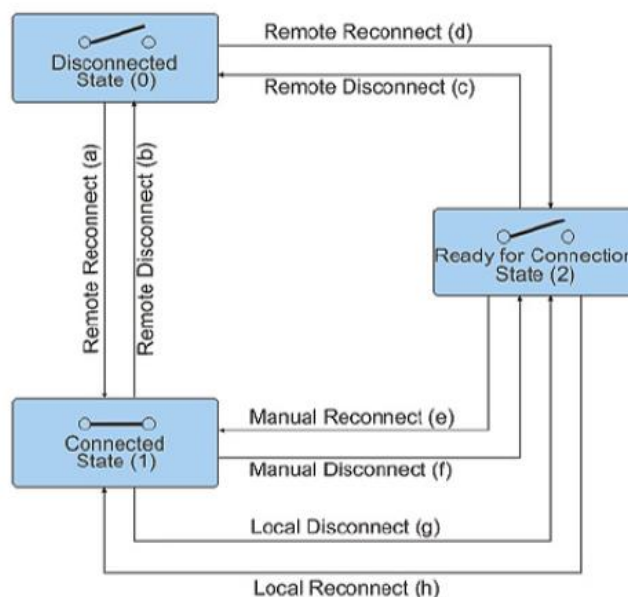 Remote Reconnect (d)
Disconnected
State (0)
Remote Disconnect (c)
Remote Reconnect (a)
Remote Disconnect (b)
Ready for Connection
State (2)
Manual Reconnect (e)
Connected
State (1)
Manual Disconnect (f)
Local Disconnect (g)
Local Reconnect (h)